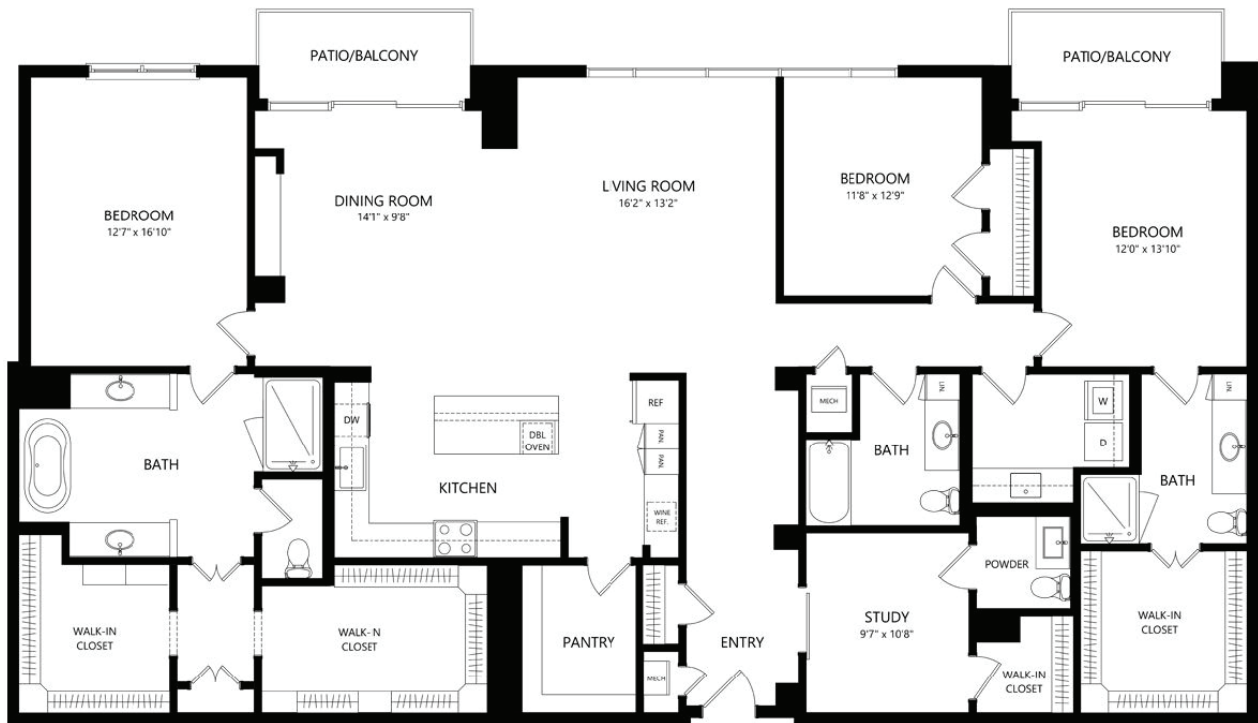 PATIO/BALCONY
PATIO/BALCONY
BEDROOM
12'7" x 16'10"
DINING ROOM
14'1" x 9'8"
L'VING ROOM
16'2" x 13'2"
BEDROOM
11'8" x 12'9"
BEDROOM
12'0" x 13'10"
MECH
LIN
W
D
LIN
REF
DW
PAN
PAN
DBL
OVEN
BATH
KITCHEN
WINE
REF.
BATH
BATH
POWDER
WALK-IN
CLOSET
WALK-N
CLOSET
PANTRY
ENTRY
MECH
STUDY
9'7" x 10'8"
WALK-IN
CLOSET
WALK-IN
CLOSET